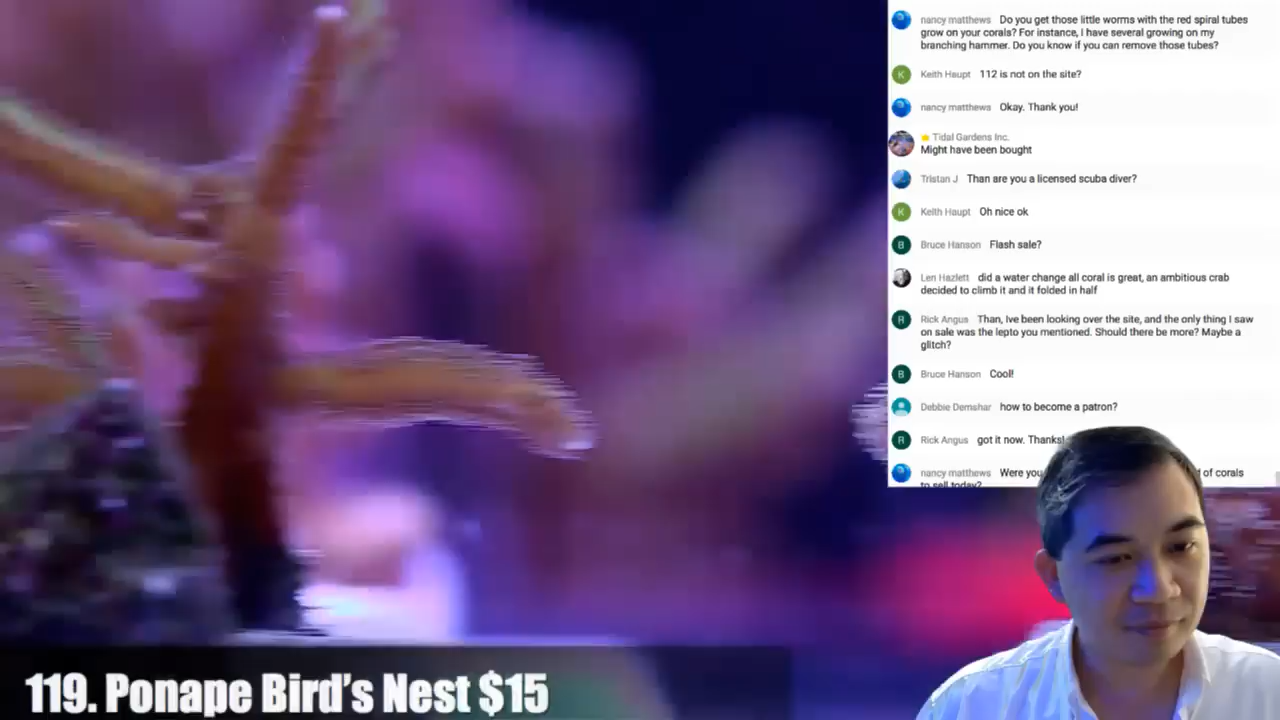 nancy matthews Do you get those little worms with the red spiral tubes
grow on your corals? For instance, I have several growing on my
branching hammer. Do you know if you can remove those tubes?
K Keith Haupt 112 is not on the site?
nancy matthews Okay. Thank you!
Tidal Gardens Inc.
Might have been bought
Tristan J Than are you a licensed scuba diver?
K Keith Haupt Oh nice ok
B Bruce Hanson Flash sale?
Len Hazlett did a water change all coral is great, an ambitious crab
decided to climb it and it folded in half
R Rick Angus Than, Ive been looking over the site, and the only thing I saw
on sale was the lepto you mentioned. Should there be more? Maybe a
glitch?
B Bruce Hanson Cool!
Debbie Demshar how to become a patron?
R Rick Angus got it now. Thanks!
nancy matthews Were you of corals
to sell today?
119. Ponape Bird's Nest $15